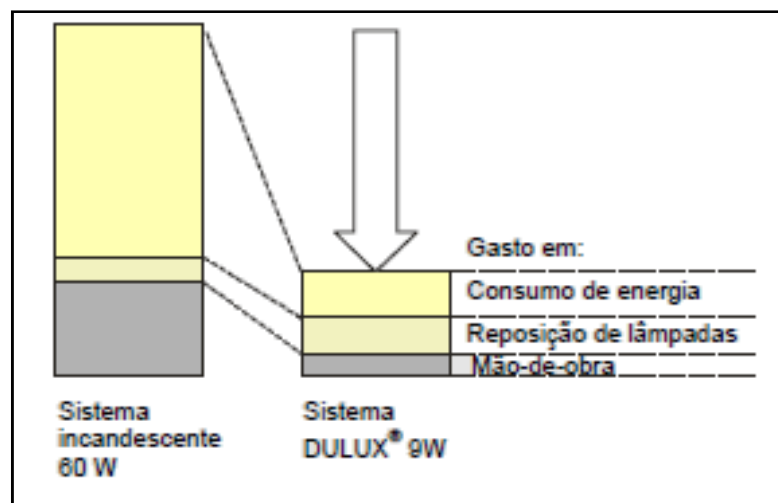 Gasto em:
Consumo de energia
Reposição de lâmpadas
Mão-de-obra
Sistema
incandescente
60 W
Sistema
DULUX® 9W